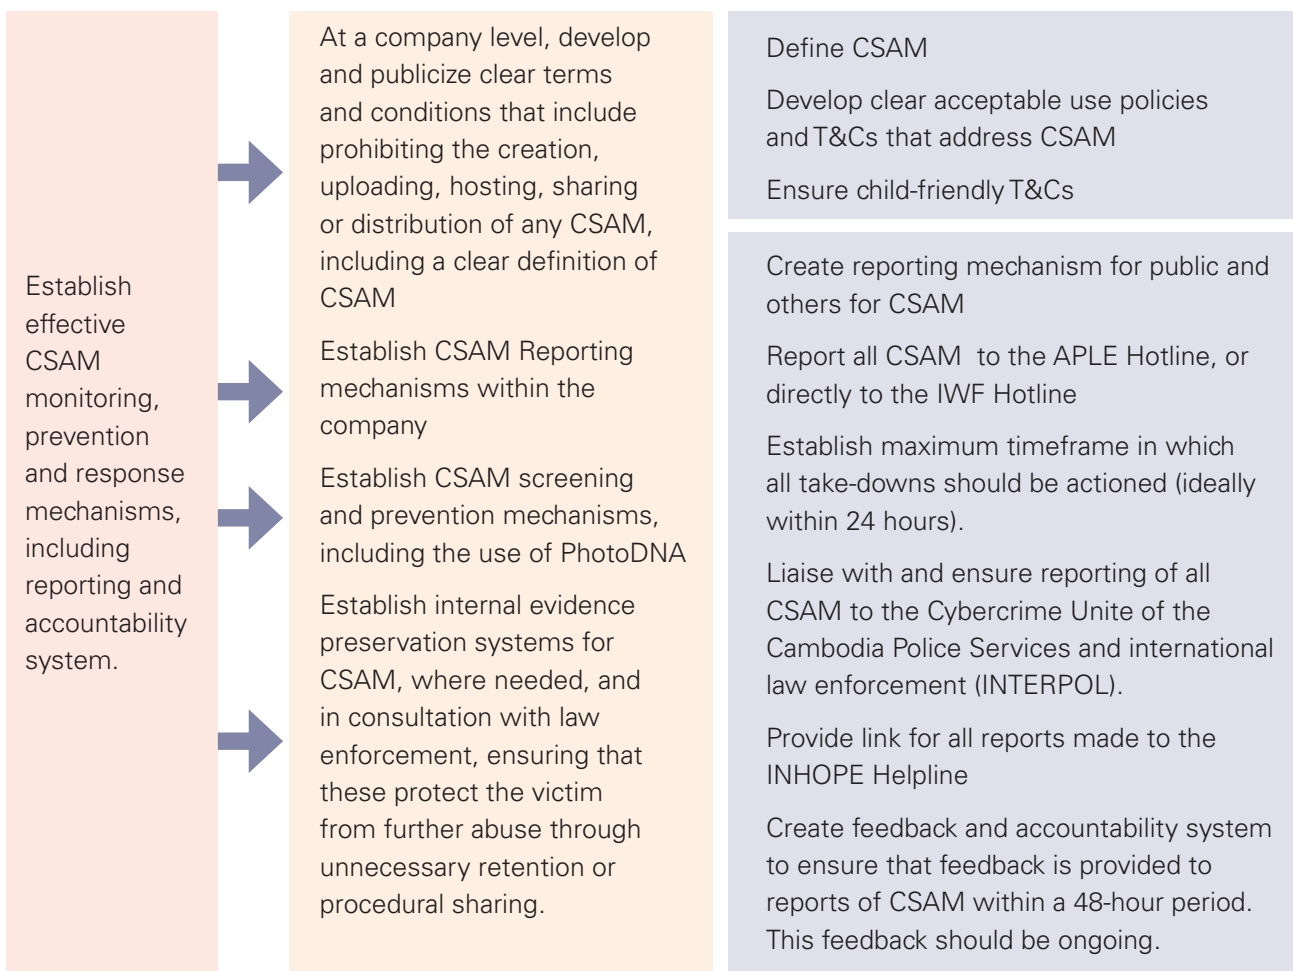 Establish
effective
CSAM
monitoring,
prevention
and response
mechanisms,
including
reporting and
accountability
system.
At a company level, develop
and publicize clear terms
and conditions that include
prohibiting the creation,
uploading, hosting, sharing
or distribution of any CSAM,
including a clear definition of
CSAM
Establish CSAM Reporting
mechanisms within the
company
Establish CSAM screening
and prevention mechanisms,
including the use of PhotoDNA
Establish internal evidence
preservation systems for
CSAM, where needed, and
in consultation with law
enforcement, ensuring that
these protect the victim
from further abuse through
unnecessary retention or
procedural sharing.
Define CSAM
Develop clear acceptable use policies
and T&Cs that address CSAM
Ensure child-friendly T&Cs
Create reporting mechanism for public and
others for CSAM
Report all CSAM to the APLE Hotline, or
directly to the IWF Hotline
Establish maximum timeframe in which
all take-downs should be actioned (ideally
within 24 hours).
Liaise with and ensure reporting of all
CSAM to the Cybercrime Unite of the
Cambodia Police Services and international
law enforcement (INTERPOL).
Provide link for all reports made to the
INHOPE Helpline
Create feedback and accountability system
to ensure that feedback is provided to
reports of CSAM within a 48-hour period.
This feedback should be ongoing.